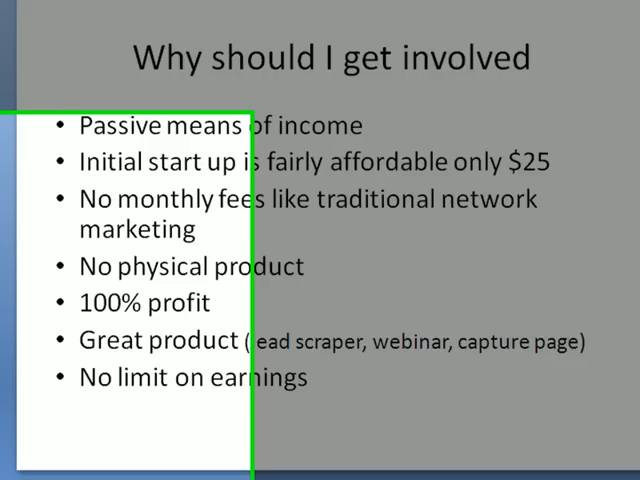 Why should I get involved
• Passive means of income
• Initial start up is fairly affordable only $25
• No monthly fees like traditional network
marketing
• No physical product
• 100% profit
• Great product (lead scraper, webinar, capture page)
• No limit on earnings